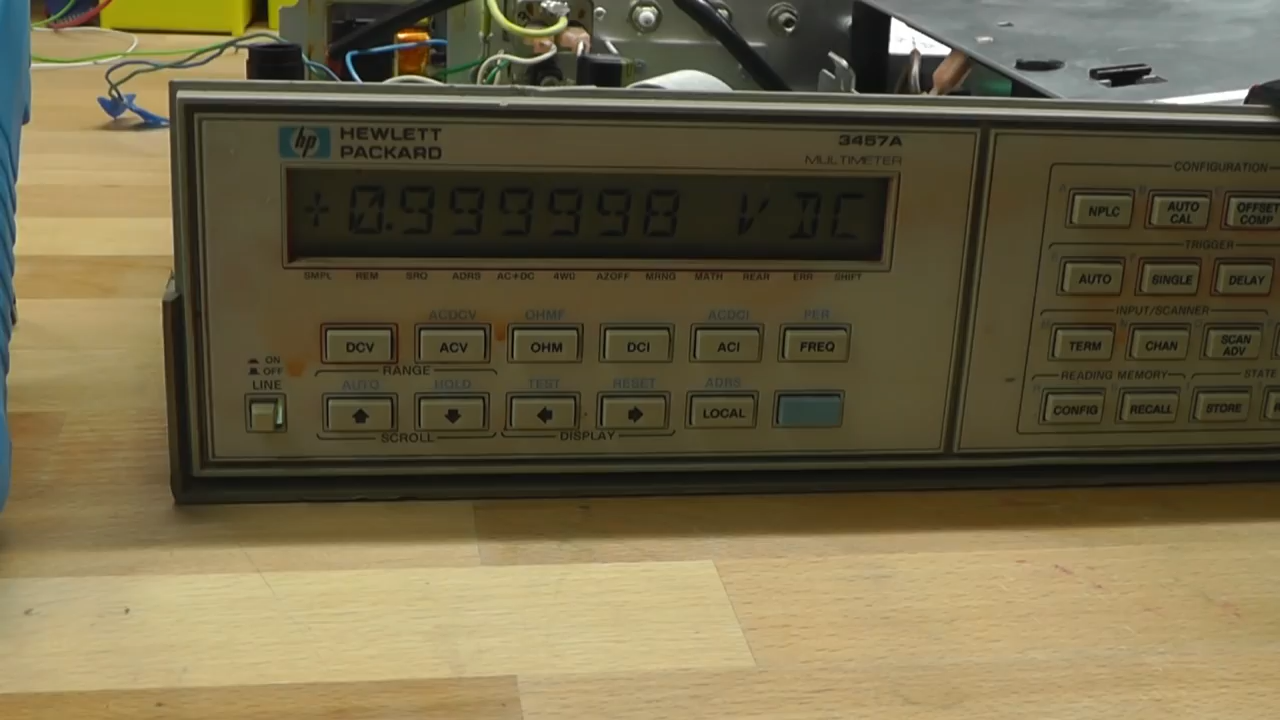 hp HEWLETT PACKARD
3457A
MULTIMETER
+0.999998 V DC
SMPL REM SRQ ADRS AC+DC 4WΩ AZOFF MRNG MATH REAR ERR SHIFT
ACDCV OHMF ACDCI PER
DCV ACV OHM DCI ACI FREQ
RANGE
ON
OFF
LINE
AUTO HOLD TEST RESET ADRS
LOCAL
SCROLL DISPLAY
CONFIGURATION
NPLC AUTO CAL OFFSET COMP
TRIGGER
AUTO SINGLE DELAY
INPUT/SCANNER
TERM CHAN SCAN ADV
READING MEMORY STATE
CONFIG RECALL STORE